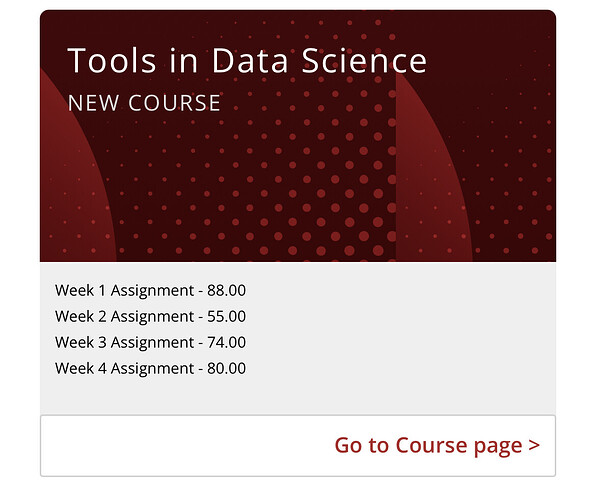 Tools in Data Science
NEW COURSE
Week 1 Assignment - 88.00
Week 2 Assignment - 55.00
Week 3 Assignment - 74.00
Week 4 Assignment - 80.00
Go to Course page >